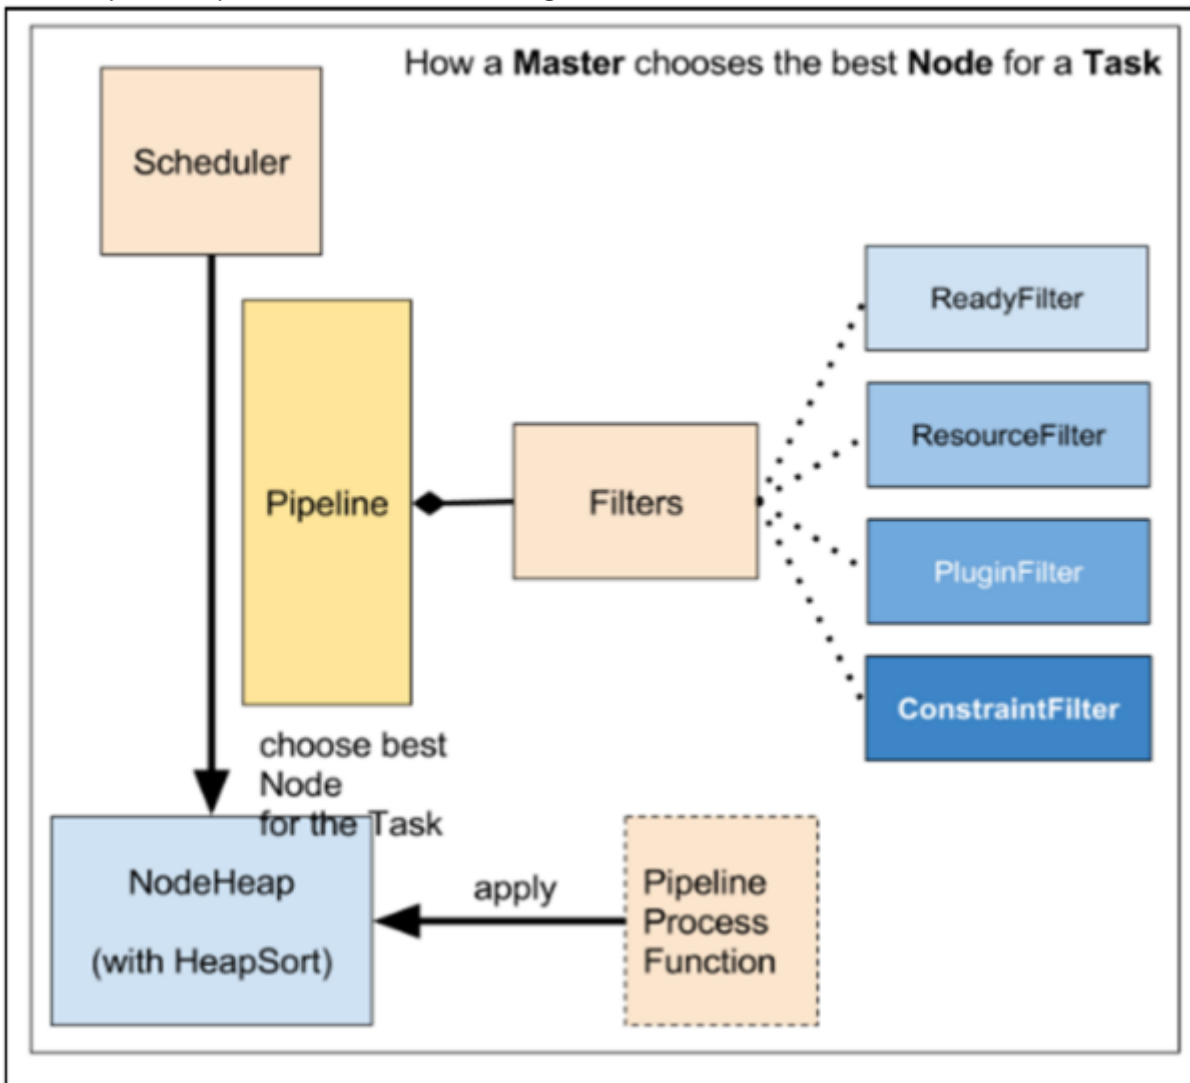 How a Master chooses the best Node for a Task
Scheduler
ReadyFilter
ResourceFilter
Pipeline
Filters
PluginFilter
ConstraintFilter
choose best
Node
for the Task
NodeHeap
(with HeapSort)
apply
Pipeline
Process
Function